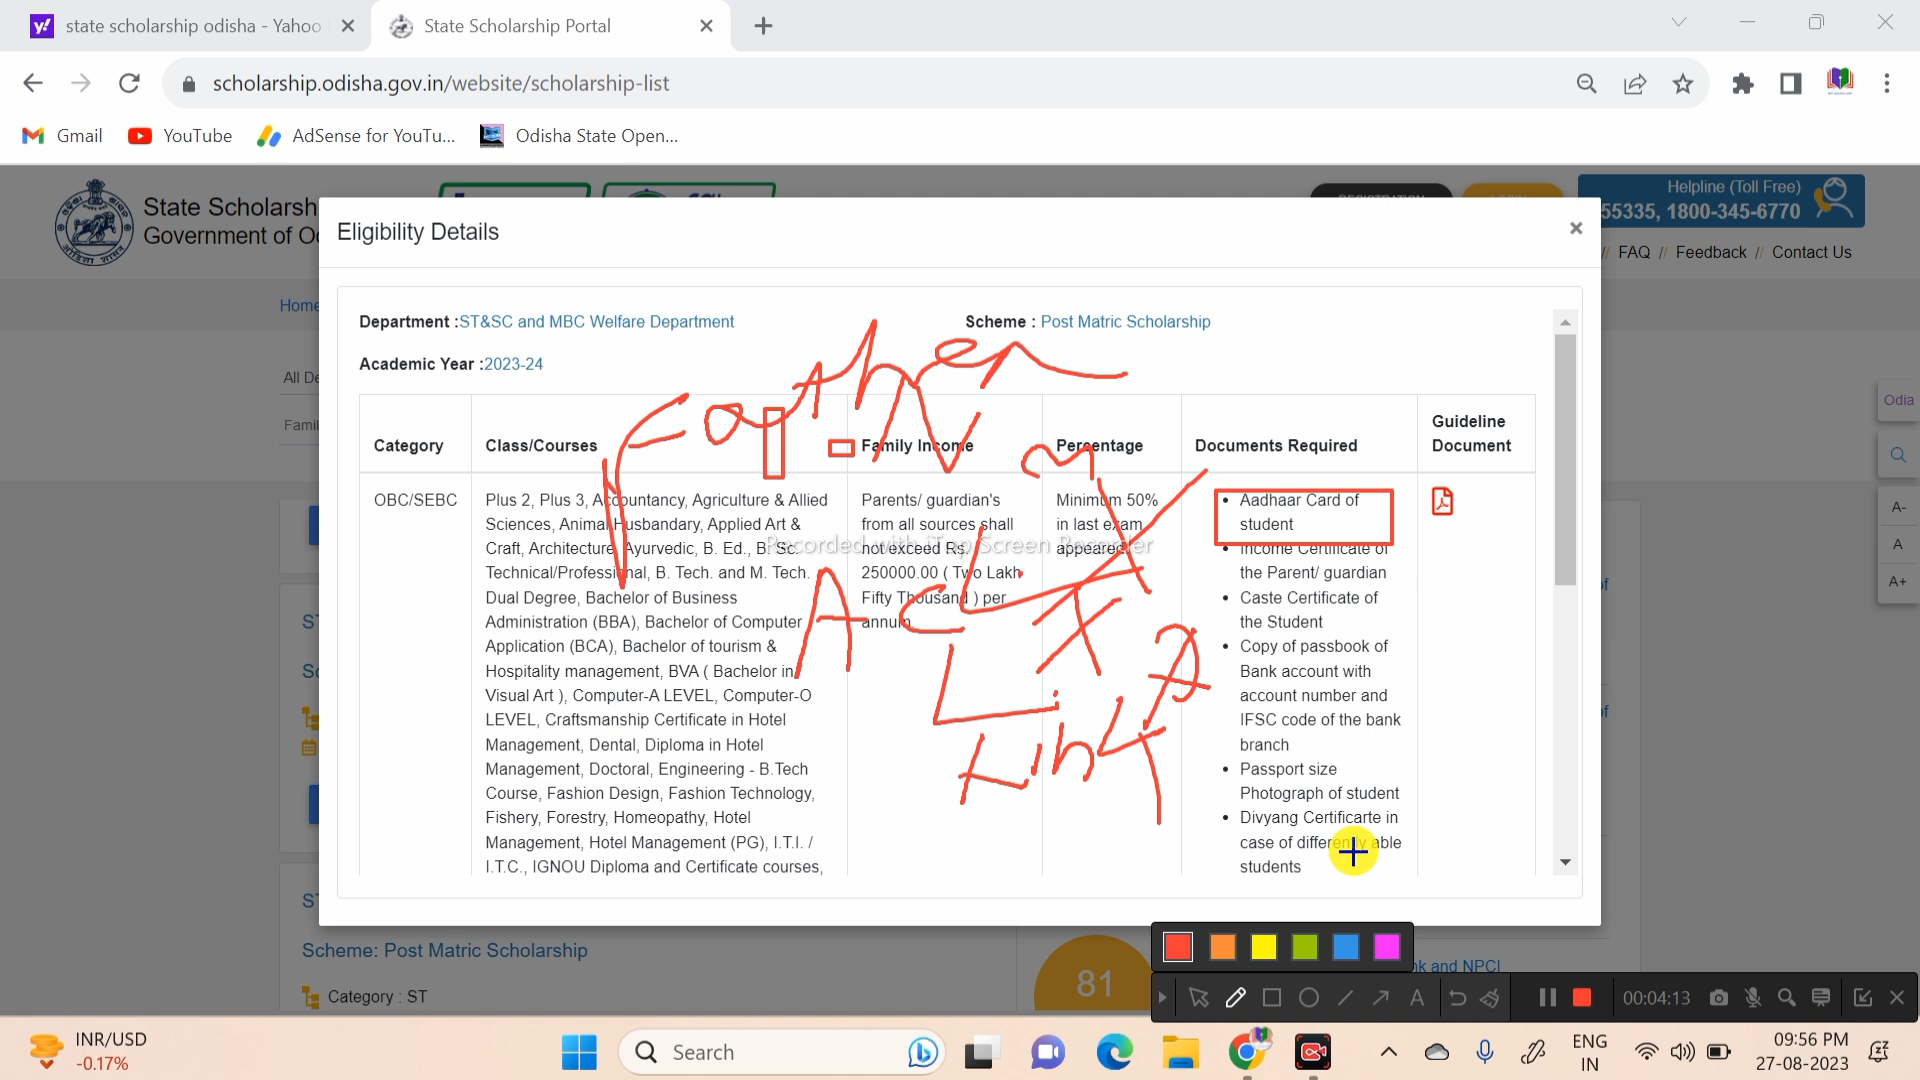 state scholarship odisha - Yahoo
State Scholarship Portal
scholarship.odisha.gov.in/website/scholarship-list
Gmail
YouTube
AdSense for YouTu...
Odisha State Open...
State Scholarsh
Government of O
Helpline (Toll Free)
55335, 1800-345-6770
// FAQ // Feedback // Contact Us
Home
All De
Famil
Eligibility Details
×
Department :ST&SC and MBC Welfare Department
Scheme : Post Matric Scholarship
Academic Year :2023-24
Category
Class/Courses
Family Income
Percentage
Documents Required
Guideline
Document
OBC/SEBC
Plus 2, Plus 3, Accountancy, Agriculture & Allied
Sciences, Animal Husbandary, Applied Art &
Craft, Architecture, Ayurvedic, B. Ed., B. Sc.
Technical/Professional, B. Tech. and M. Tech.
Dual Degree, Bachelor of Business
Administration (BBA), Bachelor of Computer
Application (BCA), Bachelor of tourism &
Hospitality management, BVA ( Bachelor in
Visual Art ), Computer-A LEVEL, Computer-O
LEVEL, Craftsmanship Certificate in Hotel
Management, Dental, Diploma in Hotel
Management, Doctoral, Engineering - B.Tech
Course, Fashion Design, Fashion Technology,
Fishery, Forestry, Homeopathy, Hotel
Management, Hotel Management (PG), I.T.I. /
I.T.C., IGNOU Diploma and Certificate courses,
Parents/ guardian's
from all sources shall
not exceed Rs.
250000.00 ( Two Lakh
Fifty Thousand ) per
annum
Minimum 50%
in last exam
appeared
• Aadhaar Card of
student
• Income Certificate of
the Parent/ guardian
• Caste Certificate of
the Student
• Copy of passbook of
Bank account with
account number and
IFSC code of the bank
branch
• Passport size
Photograph of student
• Divyang Certificarte in
case of differently able
students
Recorded with iTop Screen Recorder
Father
Link
Odia
A-
A
A+
Scheme: Post Matric Scholarship
Category : ST
81
nk and NPCI
00:04:13
INR/USD
-0.17%
Search
ENG
IN
09:56 PM
27-08-2023